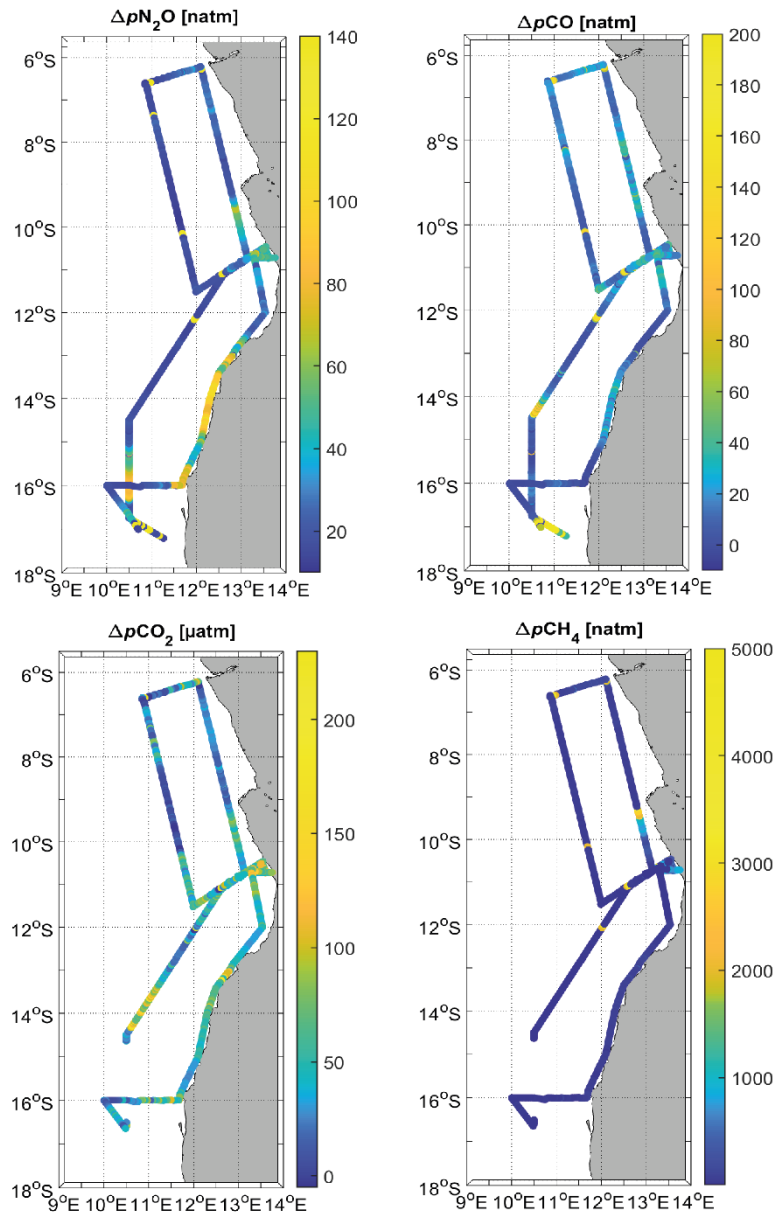 ΔpN₂O [natm]
6°S
8°S
10°S
12°S
14°S
16°S
18°S
9°E 10°E 11°E 12°E 13°E 14°E
140
120
100
80
60
40
20
ΔpCO [natm]
6°S
8°S
10°S
12°S
14°S
16°S
18°S
9°E 10°E 11°E 12°E 13°E 14°E
200
180
160
140
120
100
80
60
40
20
0
ΔpCO₂ [µatm]
6°S
8°S
10°S
12°S
14°S
16°S
18°S
9°E 10°E 11°E 12°E 13°E 14°E
200
150
100
50
0
ΔpCH₄ [natm]
6°S
8°S
10°S
12°S
14°S
16°S
18°S
9°E 10°E 11°E 12°E 13°E 14°E
5000
4000
3000
2000
1000